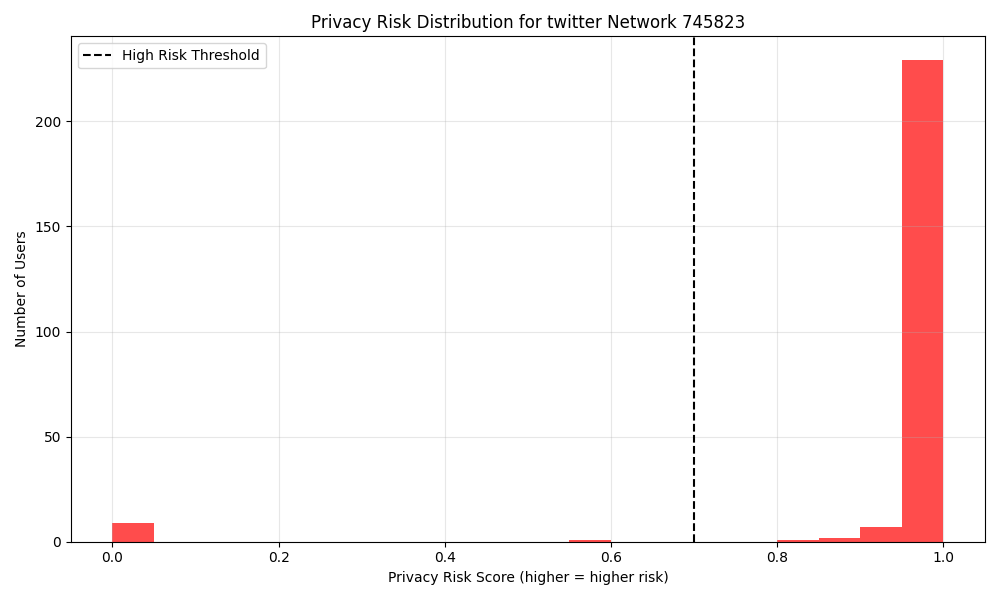 Privacy Risk Distribution for twitter Network 745823
High Risk Threshold
Number of Users
200
150
100
50
0
0.0 0.2 0.4 0.6 0.8 1.0
Privacy Risk Score (higher = higher risk)